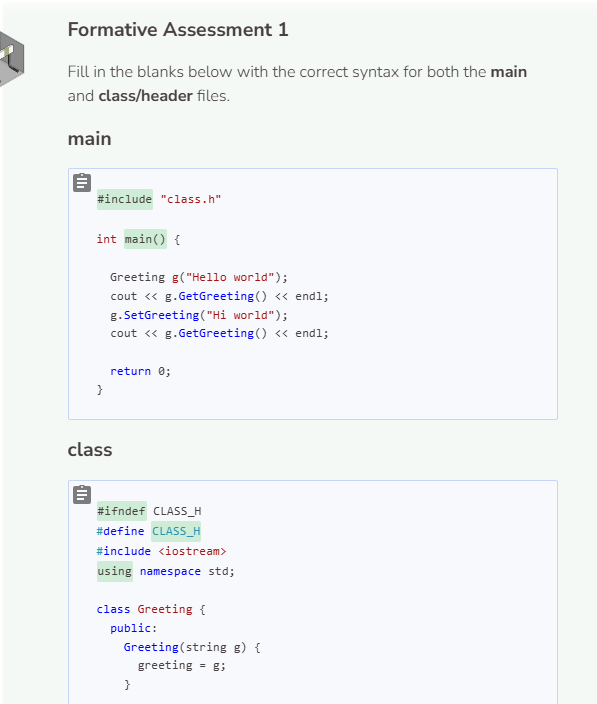 Formative Assessment 1
Fill in the blanks below with the correct syntax for both the main
and class/header files.
main
#include "class.h"
int main() {
Greeting g("Hello world");
cout << g.GetGreeting() << endl;
g.SetGreeting("Hi world");
cout << g.GetGreeting() << endl;
return 0;
}
class
#ifndef CLASS_H
#define CLASS_H
#include <iostream>
using namespace std;
class Greeting {
public:
Greeting(string g) {
greeting = g;
}